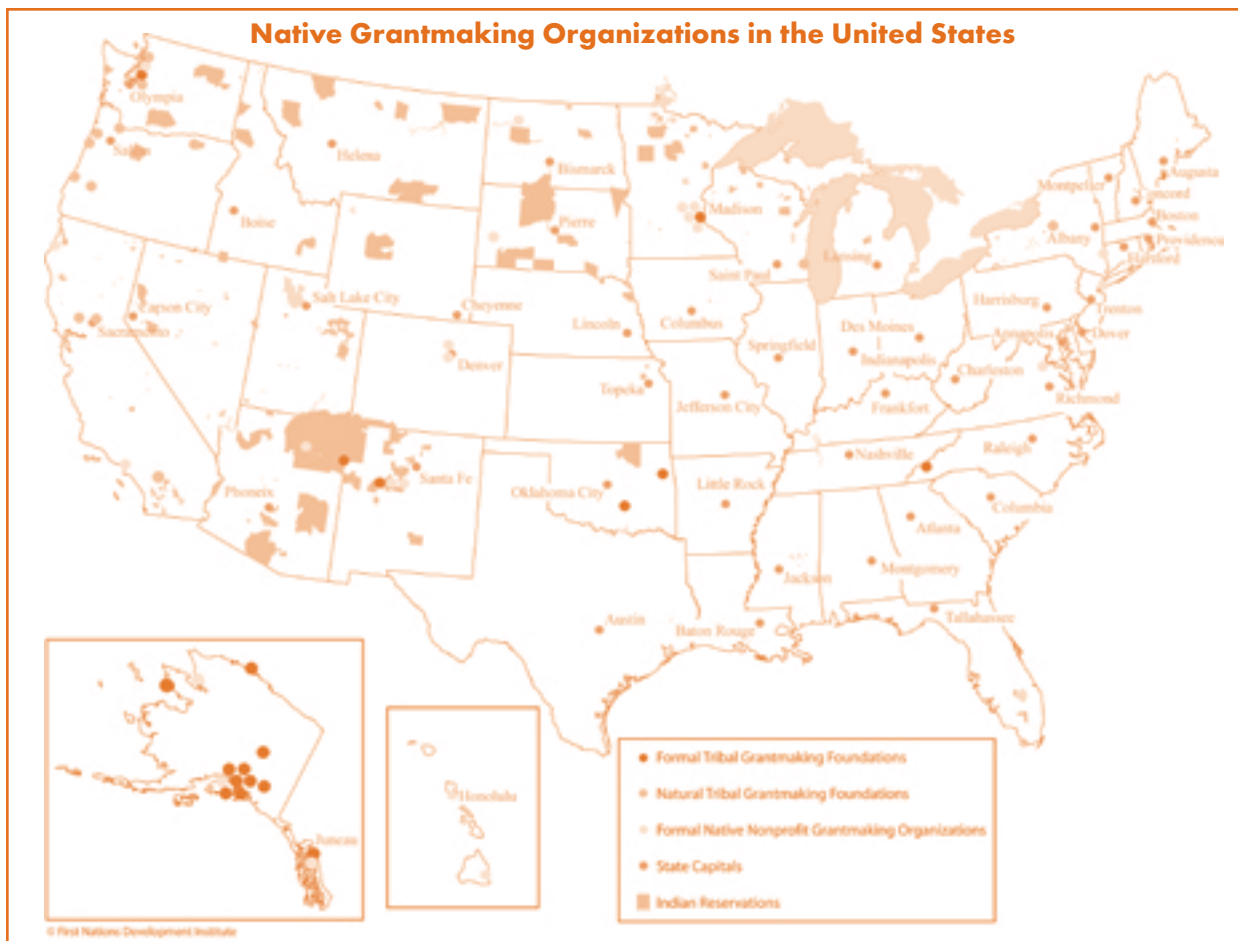 Native Grantmaking Organizations in the United States
Olympia
Salem
Helena
Bismarck
Boise
Pierre
Madison
Montpelier
Augusta
Concord
Boston
Albany
Providence
Hartford
Saint Paul
Lansing
Salt Lake City
Cheyenne
Carson City
Sacramento
Lincoln
Columbus
Des Moines
Harrisburg
Trenton
Annapolis
Dover
Denver
Springfield
Indianapolis
Charleston
Topeka
Jefferson City
Frankfort
Richmond
Nashville
Raleigh
Santa Fe
Phoneix
Oklahoma City
Little Rock
Columbia
Atlanta
Jackson
Montgomery
Austin
Baton Rouge
Tallahassee
Juneau
Honolulu
Formal Tribal Grantmaking Foundations
Natural Tribal Grantmaking Foundations
Formal Native Nonprofit Grantmaking Organizations
State Capitals
Indian Reservations
© First Nations Development Institute